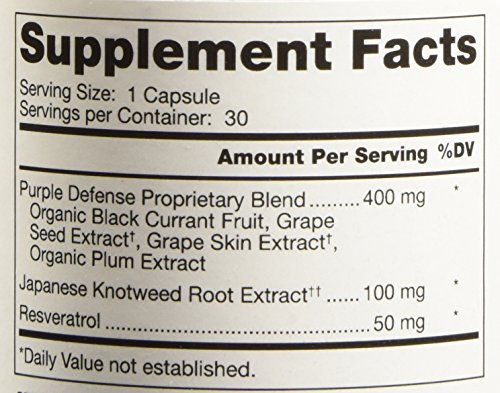 Supplement Facts
Serving Size: 1 Capsule
Servings per Container: 30
Amount Per Serving %DV
Purple Defense Proprietary Blend ......... 400 mg *
Organic Black Currant Fruit, Grape
Seed Extract†, Grape Skin Extract†,
Organic Plum Extract
Japanese Knotweed Root Extract†† ...... 100 mg *
Resveratrol ........................................ 50 mg *
*Daily Value not established.